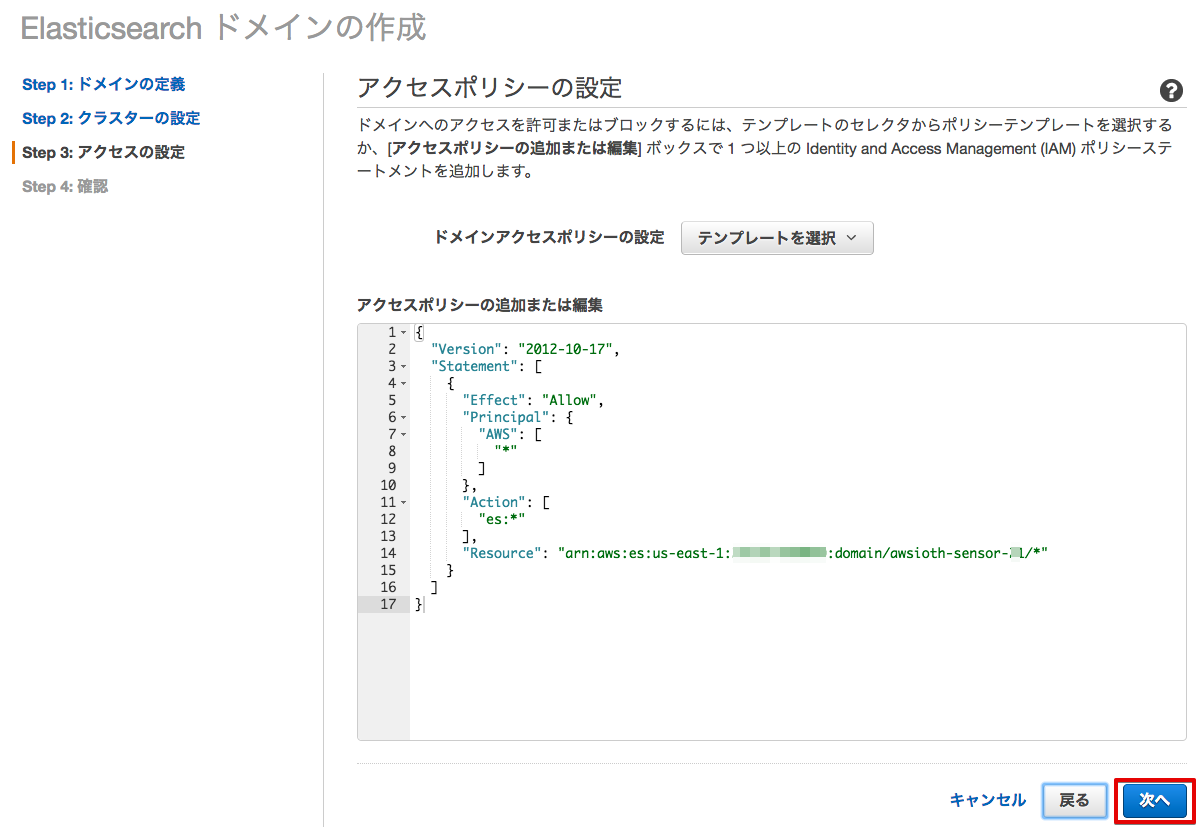 Elasticsearch ドメインの作成
Step 1: ドメインの定義
Step 2: クラスターの設定
Step 3: アクセスの設定
Step 4: 確認
アクセスポリシーの設定
?
ドメインへのアクセスを許可またはブロックするには、テンプレートのセレクタからポリシーテンプレートを選択する
か、[アクセスポリシーの追加または編集] ボックスで 1 つ以上の Identity and Access Management (IAM) ポリシーステ
ートメントを追加します。
ドメインアクセスポリシーの設定 テンプレートを選択
アクセスポリシーの追加または編集
1 {
2 "Version": "2012-10-17",
3 "Statement": [
4 {
5 "Effect": "Allow",
6 "Principal": {
7 "AWS": [
8 "*"
9 ]
10 },
11 "Action": [
12 "es:*"
13 ],
14 "Resource": "arn:aws:es:us-east-1: :domain/awsioth-sensor- 1/*"
15 }
16 ]
17 }
キャンセル 戻る 次へ